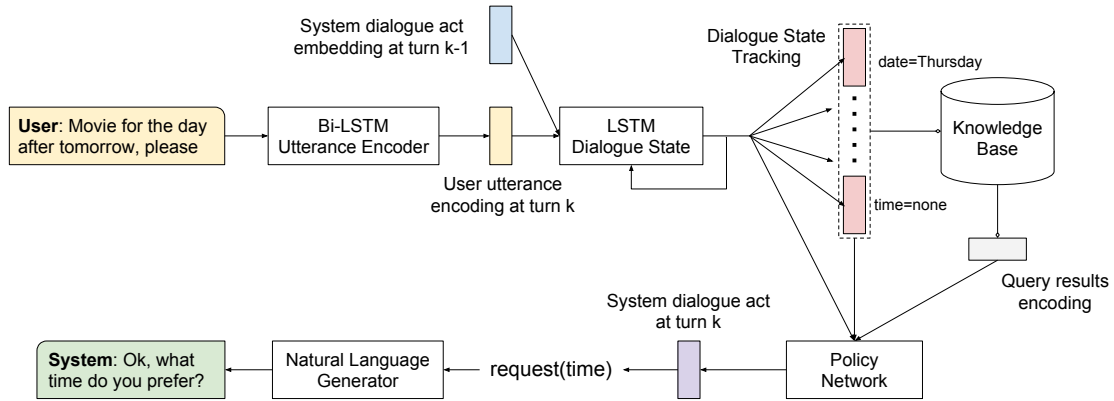 System dialogue act
embedding at turn k-1
Dialogue State
Tracking
date=Thursday
User: Movie for the day
after tomorrow, please
Bi-LSTM
Utterance Encoder
LSTM
Dialogue State
Knowledge
Base
User utterance
encoding at turn k
time=none
Query results
encoding
System dialogue act
at turn k
System: Ok, what
time do you prefer?
Natural Language
Generator
request(time)
Policy
Network